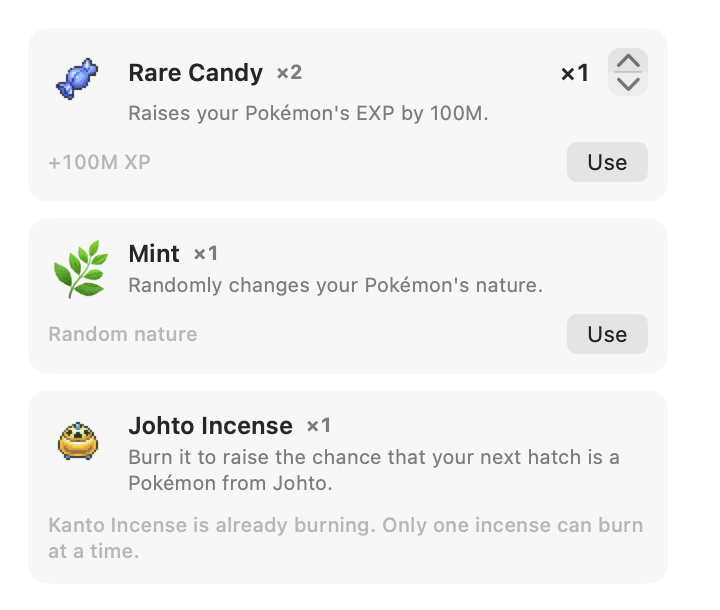 Rare Candy ×2 ×1
Raises your Pokémon's EXP by 100M.
+100M XP Use
Mint ×1
Randomly changes your Pokémon's nature.
Random nature Use
Johto Incense ×1
Burn it to raise the chance that your next hatch is a
Pokémon from Johto.
Kanto Incense is already burning. Only one incense can burn
at a time.